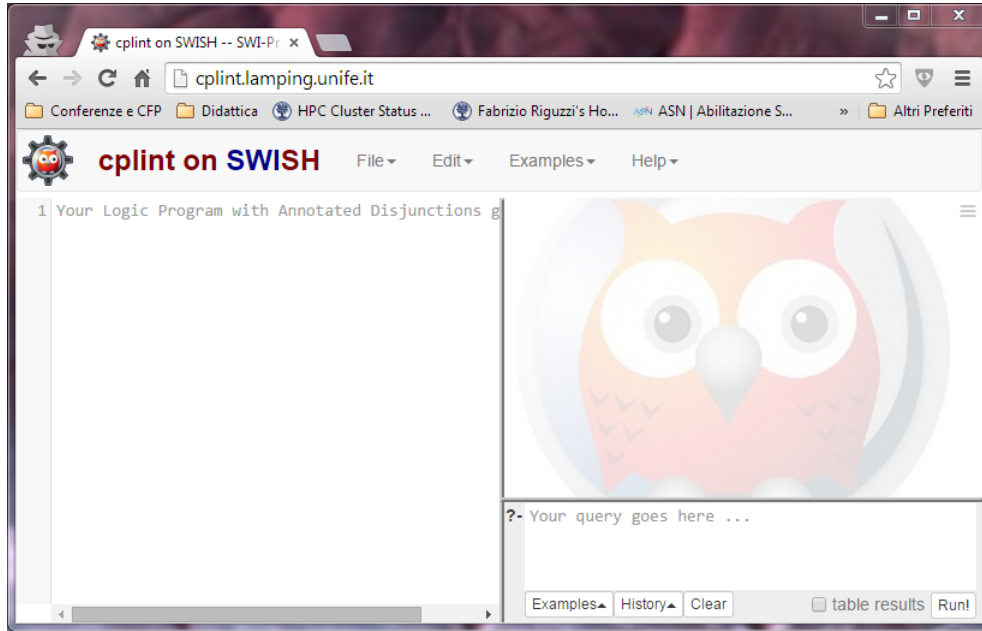 cplint on SWISH -- SWI-Pr
cplint.lamping.unife.it
Conferenze e CFP Didattica HPC Cluster Status ... Fabrizio Riguzzi's Ho... ASN | Abilitazione S... » Altri Preferiti
cplint on SWISH File Edit Examples Help
1 Your Logic Program with Annotated Disjunctions g
?- Your query goes here ...
Examples History Clear table results Run!